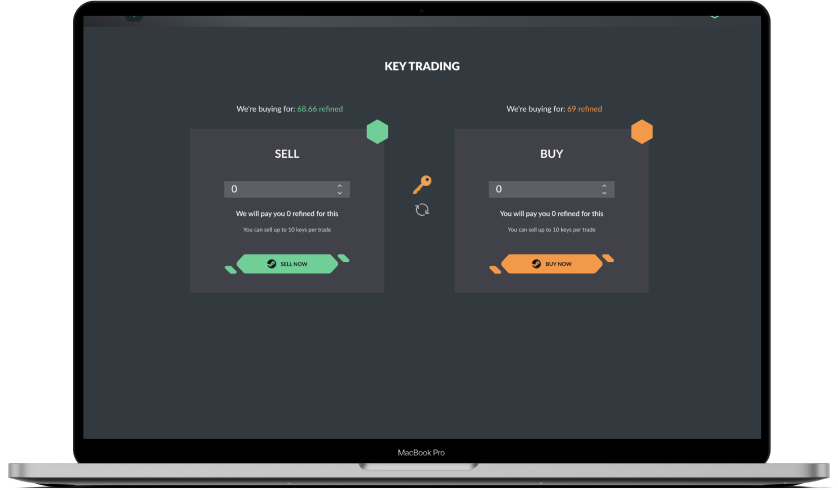 KEY TRADING
We're buying for: 68.66 refined
We're buying for: 69 refined
SELL
0
We will pay you 0 refined for this
You can sell up to 10 keys per trade
SELL NOW
BUY
0
You will pay you 0 refined for this
You can sell up to 10 keys per trade
BUY NOW
MacBook Pro